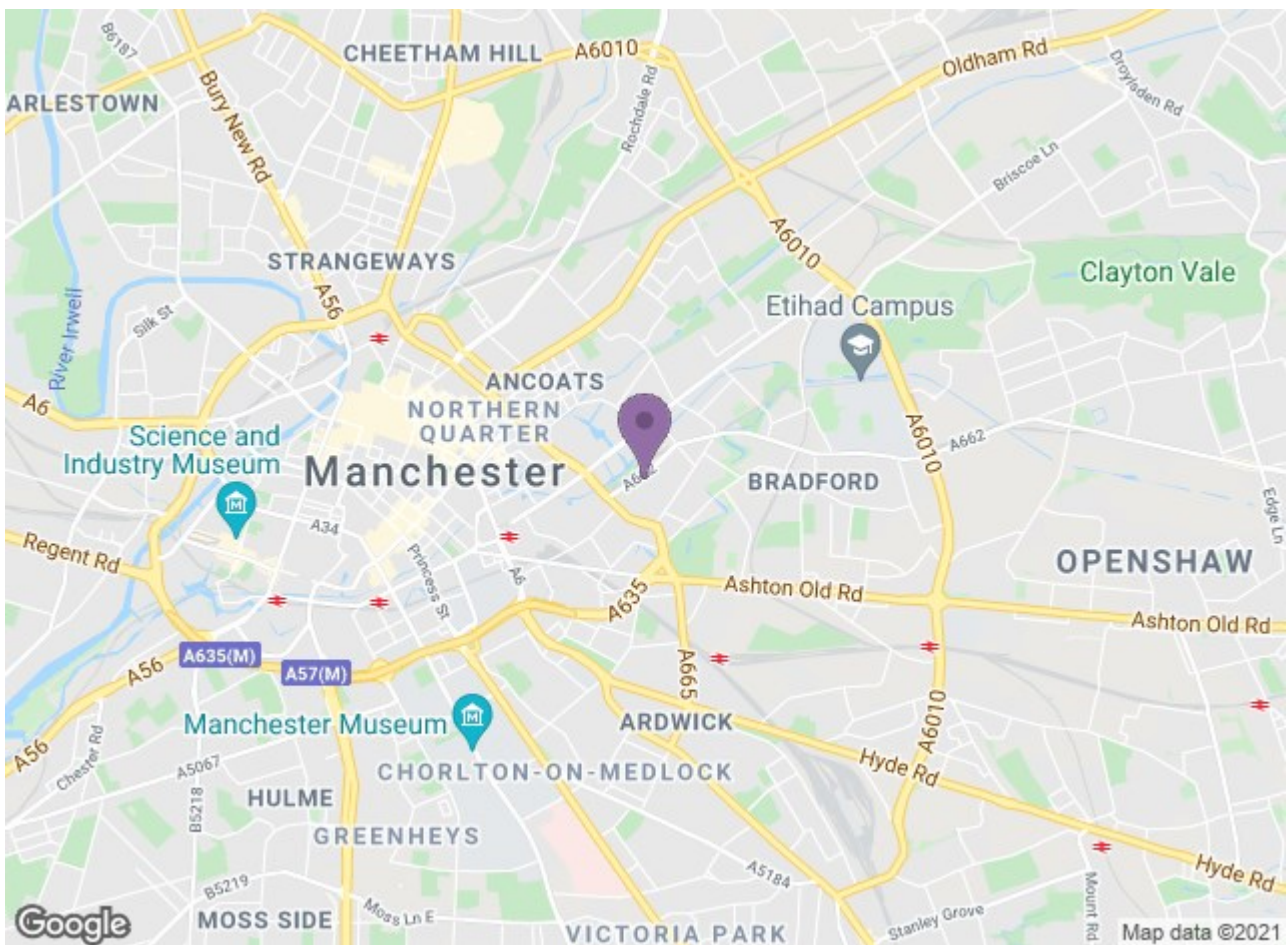 B6187
CHEETHAM HILL
A6010
Oldham Rd
Droylsden Rd
ARLESTOWN
Bury New Rd
Rochdale Rd
Briscoe Ln
A6010
STRANGEWAYS
A56
Clayton Vale
River Irwell
Silk St
Etihad Campus
A6
ANCOATS
NORTHERN
QUARTER
A6010
Science and
Industry Museum
Manchester
A662
BRADFORD
A662
Edge Ln
A34
Regent Rd
Princess St
A6
A635
Ashton Old Rd
OPENSHAW
Ashton Old Rd
A635(M)
A57(M)
A56
A665
Manchester Museum
ARDWICK
A6010
A56
Chester Rd
A5067
CHORLTON-ON-MEDLOCK
Hyde Rd
B5218
HULME
GREENHEYS
A5184
Hyde Rd
B5219
Mount Rd
MOSS SIDE
Moss Ln E
VICTORIA PARK
Stanley Grove
Google
Map data ©2021